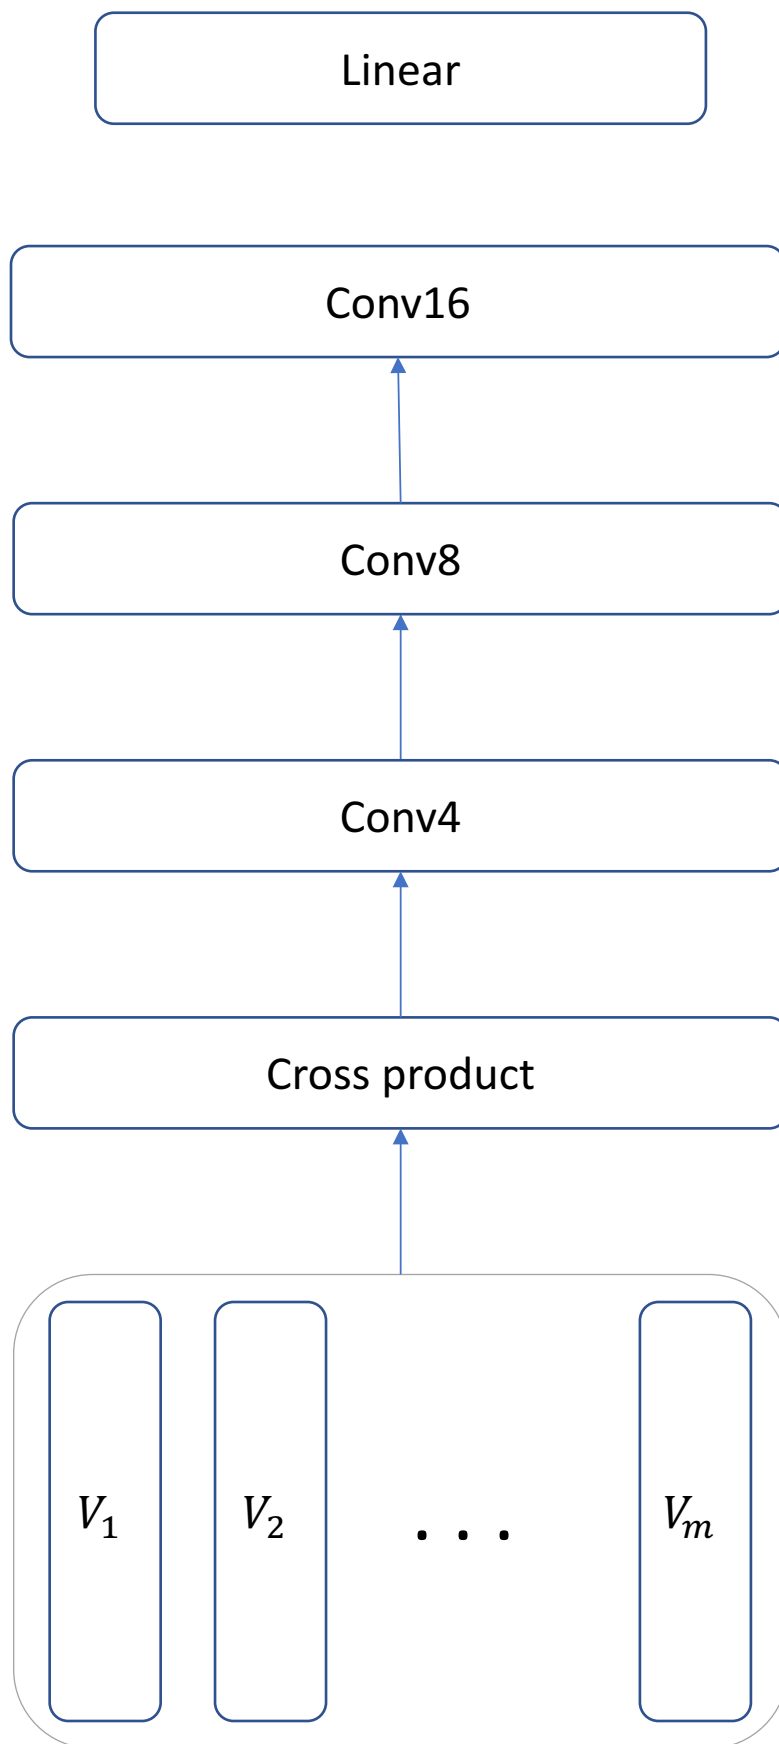 Linear
Conv16
Conv8
Conv4
Cross product
V₁ V₂ . . . Vₘ